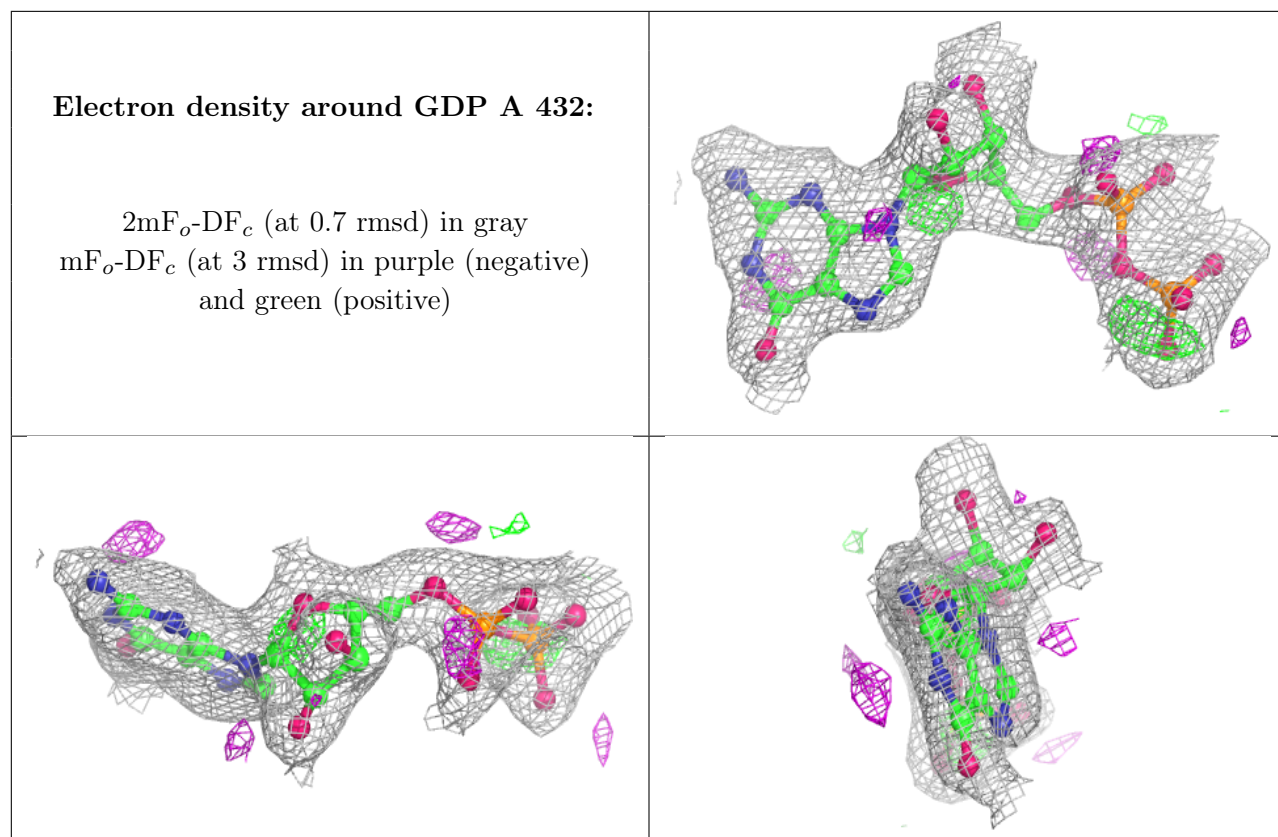 Electron density around GDP A 432:
2mFo-DFc (at 0.7 rmsd) in gray
mFo-DFc (at 3 rmsd) in purple (negative)
and green (positive)